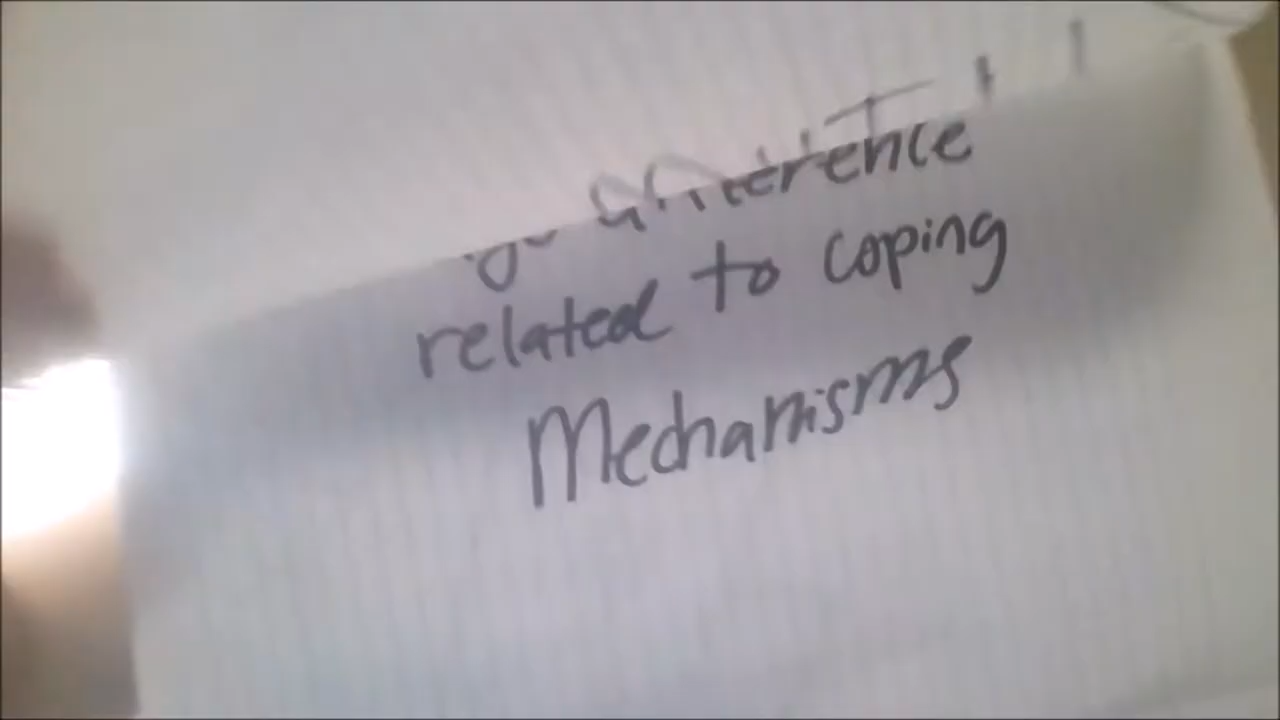 difference
related to coping
Mechanisms